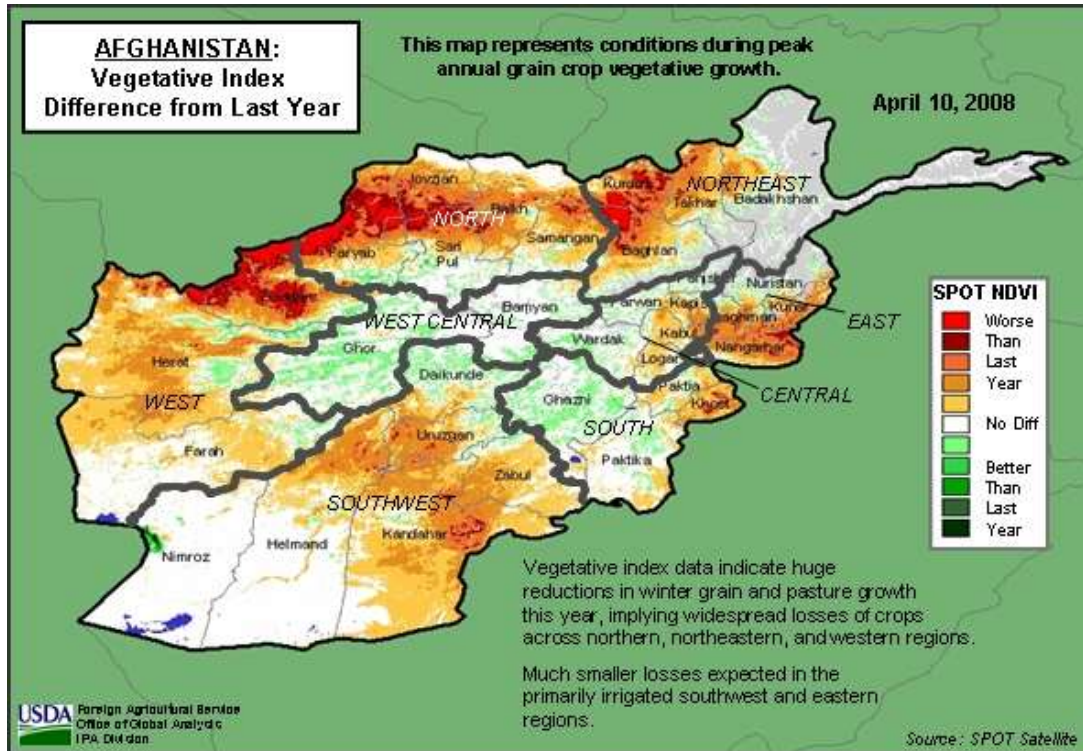 AFGHANISTAN:
Vegetative Index
Difference from Last Year
This map represents conditions during peak
annual grain crop vegetative growth.
April 10, 2008
Jovzjan
Balkh
NORTH
Faryab
Sari
Pul
Samangan
Kunduz
Takhar
NORTHEAST
Badakhshan
Baghlan
Badghis
Bamyan
Parwan
Nuristan
Kunar
Laghman
EAST
WEST CENTRAL
Ghor
Wardak
Kabul
Nangarhar
Logar
Herat
Daikunde
Ghazni
Paktia
Khost
CENTRAL
WEST
Uruzgan
SOUTH
Farah
Paktika
Zabul
SOUTHWEST
Kandahar
Nimroz
Helmand
SPOT NDVI
Worse
Than
Last
Year
No Diff
Better
Than
Last
Year
Vegetative index data indicate huge
reductions in winter grain and pasture growth
this year, implying widespread losses of crops
across northern, northeastern, and western regions.
Much smaller losses expected in the
primarily irrigated southwest and eastern
regions.
USDA
Foreign Agricultural Service
Office of Global Analysis
IPA Division
Source: SPOT Satellite